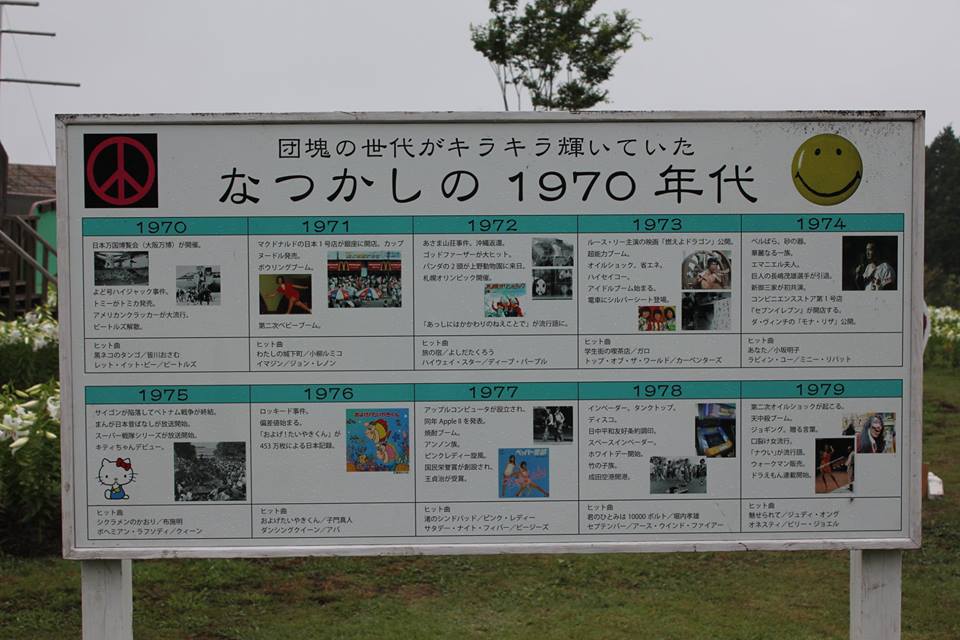 団塊の世代がキラキラ輝いていた
なつかしの1970年代
1970
日本万国博覧会（大阪万博）が開催。
よど号ハイジャック事件。
トミーがトミカ発売。
アメリカンクラッカーが大流行。
ビートルズ解散。
ヒット曲
黒ネコのタンゴ／皆川おさむ
レット・イット・ビー／ビートルズ
1971
マクドナルドの日本1号店が銀座に開店。カップ
ヌードル発売。
ボウリングブーム。
第二次ベビーブーム。
ヒット曲
わたしの城下町／小柳ルミコ
イマジン／ジョン・レノン
1972
あさま山荘事件。沖縄返還。
ゴッドファーザーが大ヒット。
パンダの2頭が上野動物園に来日。
札幌オリンピック開催。
「あっしにはかかわりのねえことで」が流行語に。
ヒット曲
旅の宿／よしだたくろう
ハイウェイ・スター／ディープ・パープル
1973
ルース・リー主演の映画「燃えよドラゴン」公開。
超能力ブーム。
オイルショック。省エネ。
ハイセイコー。
アイドルブーム始まる。
電車にシルバーシート登場。
ヒット曲
学生街の喫茶店／ガロ
トップ・オブ・ザ・ワールド／カーペンターズ
1974
ベルばら。砂の器。
華麗なる一族。
エマニエル夫人。
巨人の長嶋茂雄選手が引退。
新御三家が初共演。
コンビニエンスストア第1号店
「セブンイレブン」が開店する。
ダ・ヴィンチの「モナ・リザ」公開。
ヒット曲
あなた／小坂明子
ラビィン・ユー／ミニー・リパット
1975
サイゴンが陥落してベトナム戦争が終結。
まんが日本昔ばなしが放送開始。
スーパー戦隊シリーズが放送開始。
キティちゃんデビュー。
ヒット曲
シクラメンのかおり／布施明
ボヘミアン・ラフソディ／クィーン
1976
ロッキード事件。
偏差値始まる。
「およげ！たいやきくん」が
453万枚による日本記録。
およげたいやきくん
ヒット曲
およげたいやきくん／子門真人
ダンシングクィーン／アバ
1977
アップルコンピュータが設立され、
同年 Apple II を発表。
焼酎ブーム。
アンノン族。
ピンクレディー旋風。
国民栄誉賞が創設され、
王貞治が受賞。
ペッパー警部
ヒット曲
渚のシンドバッド／ピンク・レディー
サタデー・ナイト・フィバー／ビージーズ
1978
インベーダー。タンクトップ。
ディスコ。
日中平和友好条約調印。
スペースインベーダー。
ホワイトデー開始。
竹の子族。
成田空港開港。
ヒット曲
君のひとみは10000ボルト／堀内孝雄
セプテンバー／アース・ウインド・ファイアー
1979
第二次オイルショックが起こる。
天中殺ブーム。
ジョギング。贈る言葉。
口裂け女流行。
「ナウい」が流行語。
ウォークマン販売。
ドラえもん連載開始。
ヒット曲
魅せられて／ジュディ・オング
オネスティ／ビリー・ジョエル